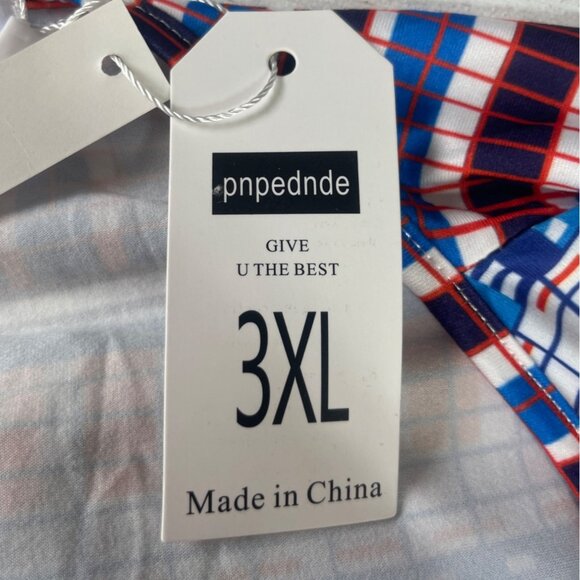 pnpednde
GIVE
U THE BEST
3XL
Made in China